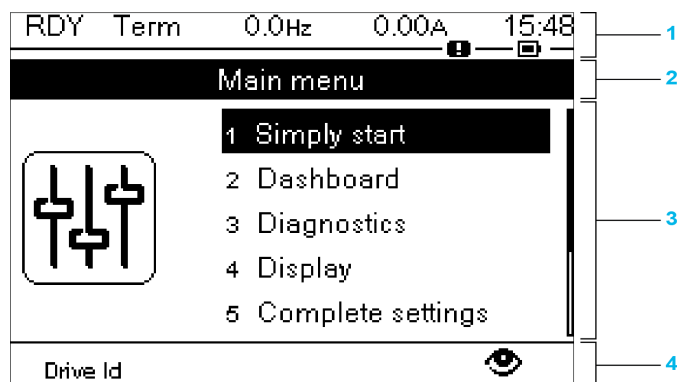 RDY Term 0.0Hz 0.00A 15:48
1
Main menu
2
1 Simply start
2 Dashboard
3 Diagnostics
3
4 Display
5 Complete settings
Drive Id
4